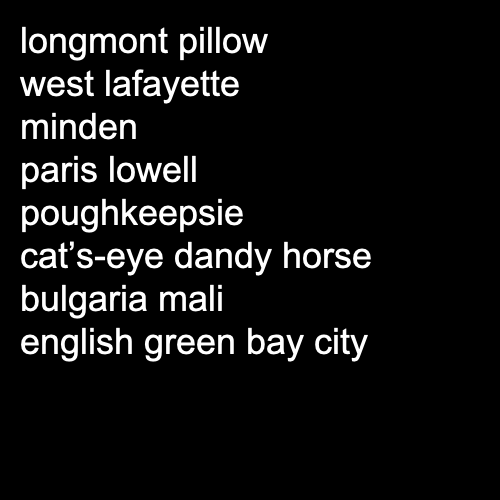 longmont pillow
west lafayette
minden
paris lowell
poughkeepsie
cat’s-eye dandy horse
bulgaria mali
english green bay city